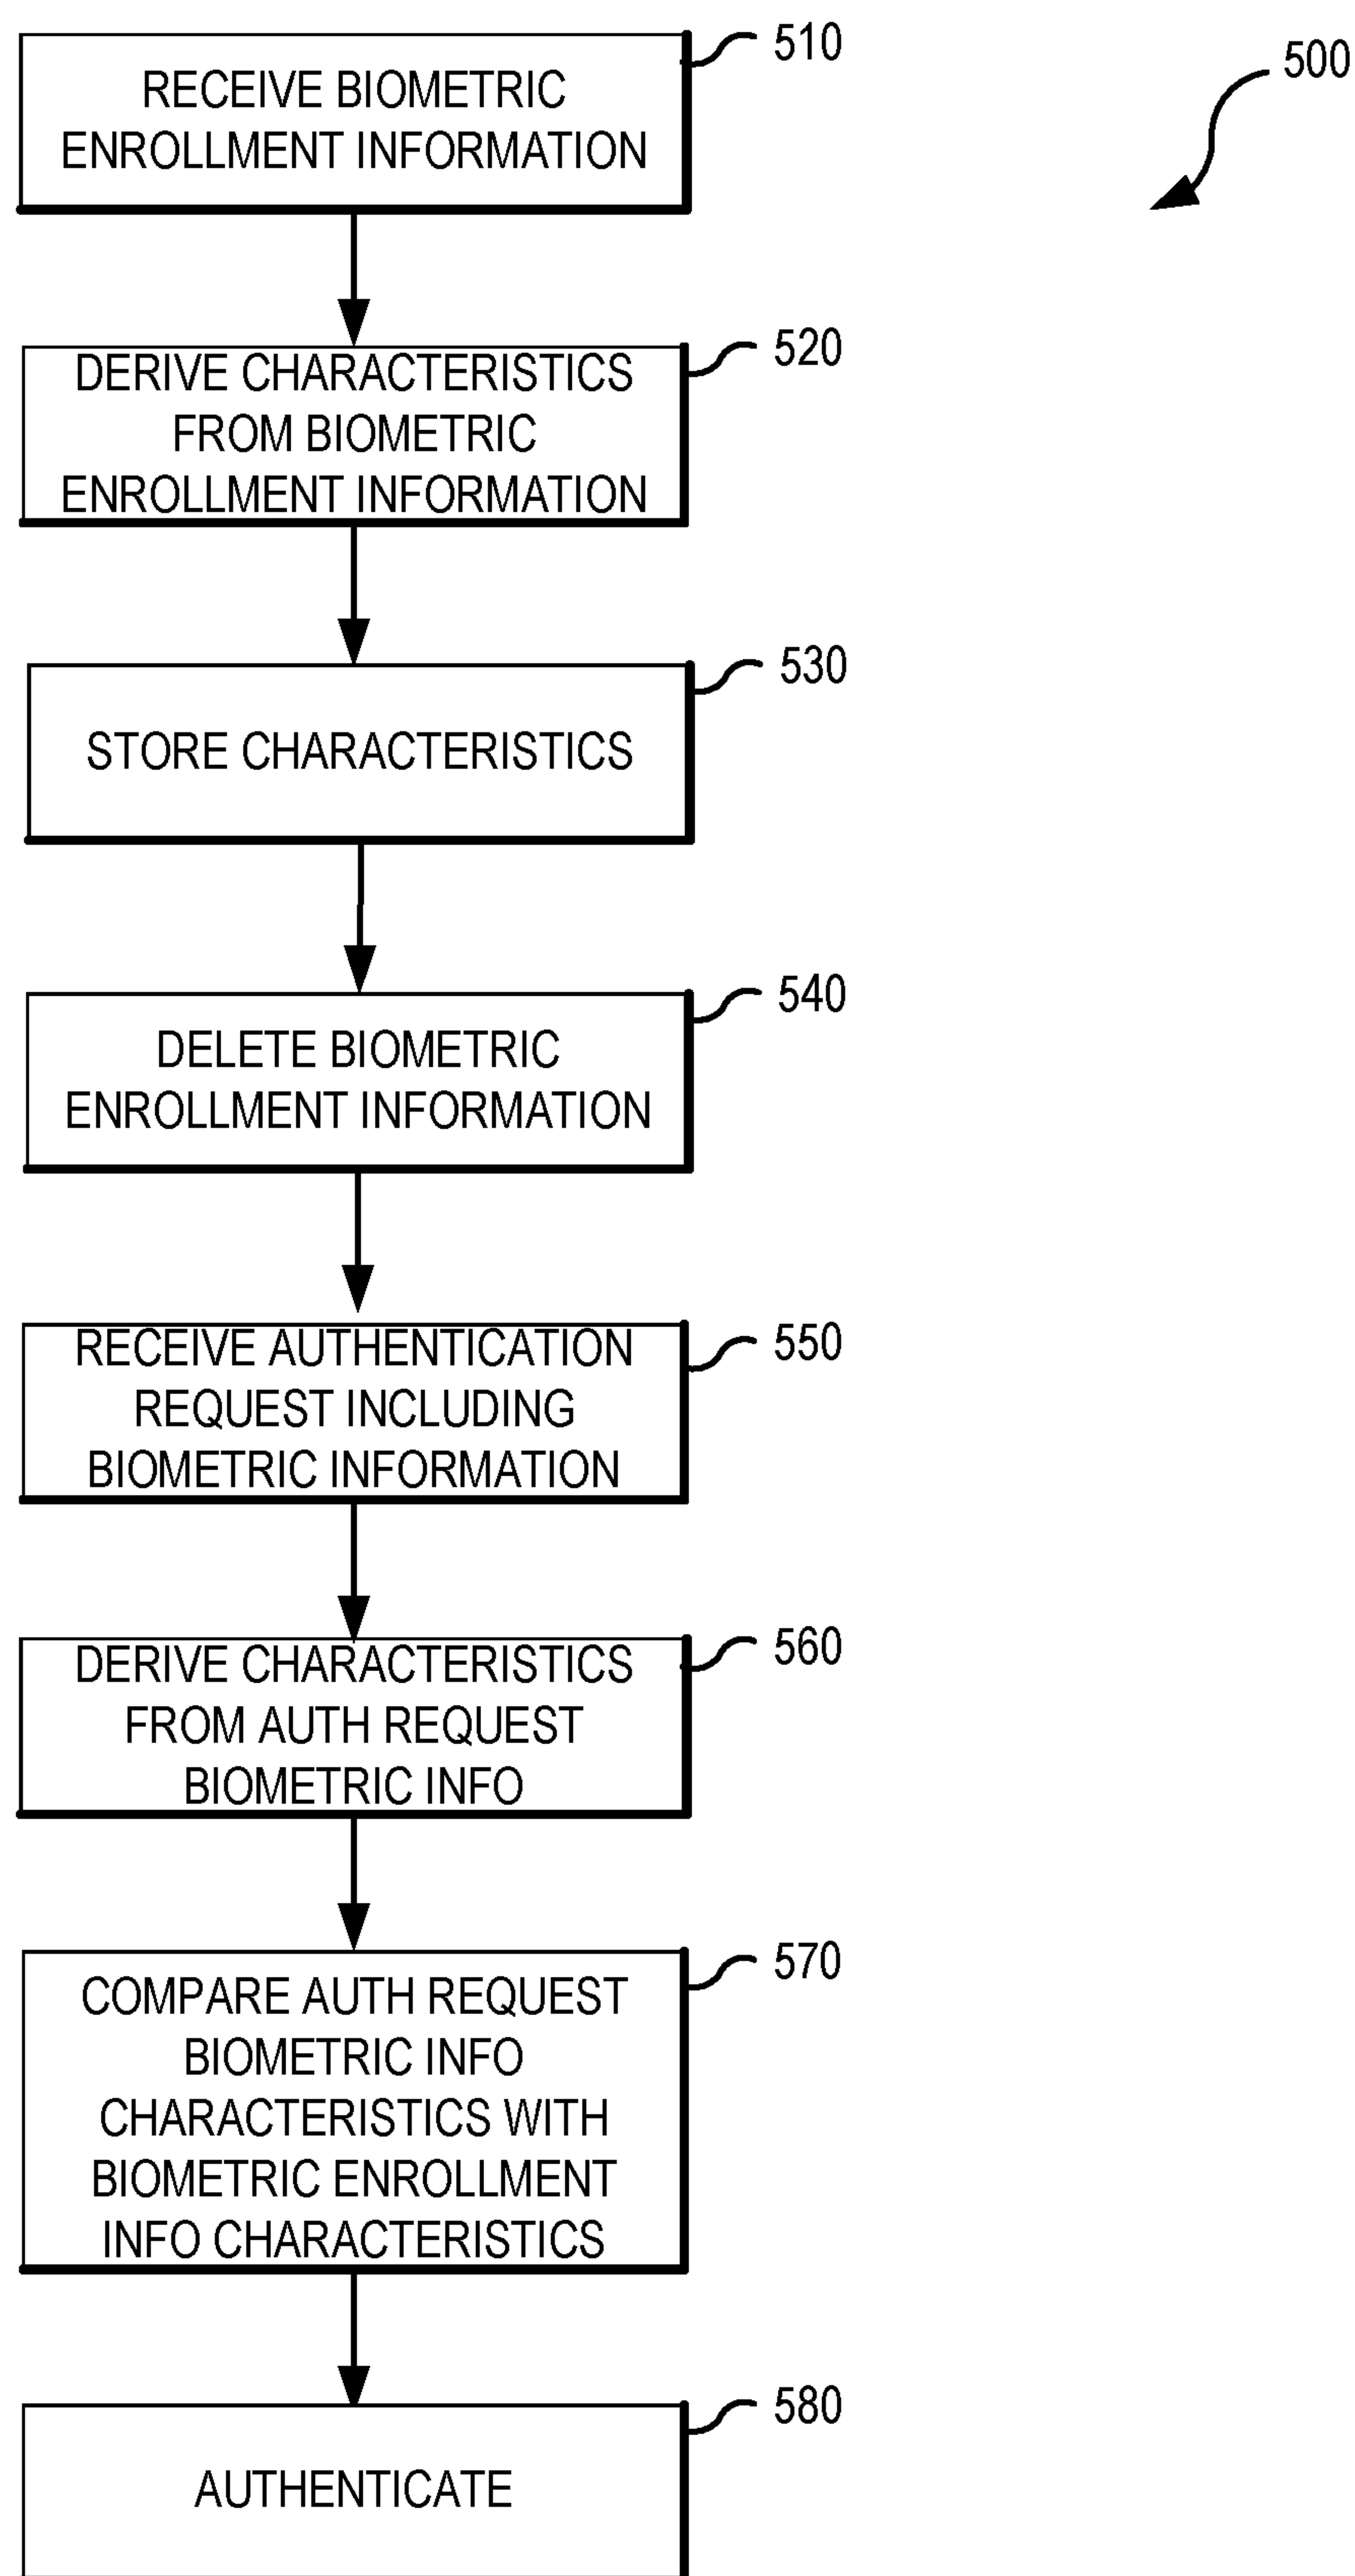 510
500
RECEIVE BIOMETRIC
ENROLLMENT INFORMATION
520
DERIVE CHARACTERISTICS
FROM BIOMETRIC
ENROLLMENT INFORMATION
530
STORE CHARACTERISTICS
540
DELETE BIOMETRIC
ENROLLMENT INFORMATION
550
RECEIVE AUTHENTICATION
REQUEST INCLUDING
BIOMETRIC INFORMATION
560
DERIVE CHARACTERISTICS
FROM AUTH REQUEST
BIOMETRIC INFO
570
COMPARE AUTH REQUEST
BIOMETRIC INFO
CHARACTERISTICS WITH
BIOMETRIC ENROLLMENT
INFO CHARACTERISTICS
580
AUTHENTICATE